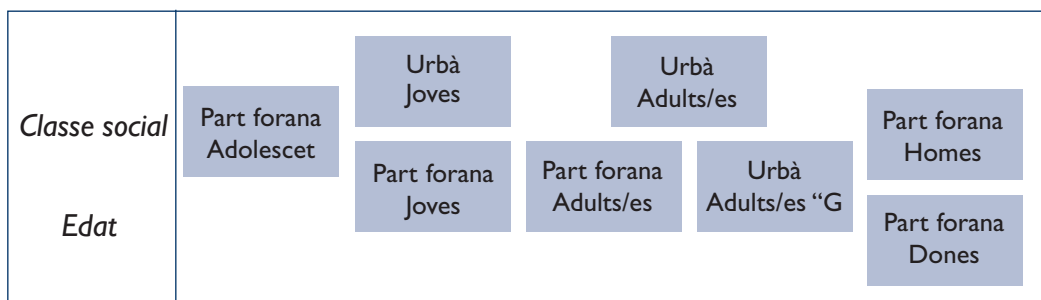 Classe social
Edat
Part forana
Adolescet
Urbà
Joves
Part forana
Joves
Urbà
Adults/es
Part forana
Adults/es
Urbà
Adults/es “G
Part forana
Homes
Part forana
Dones